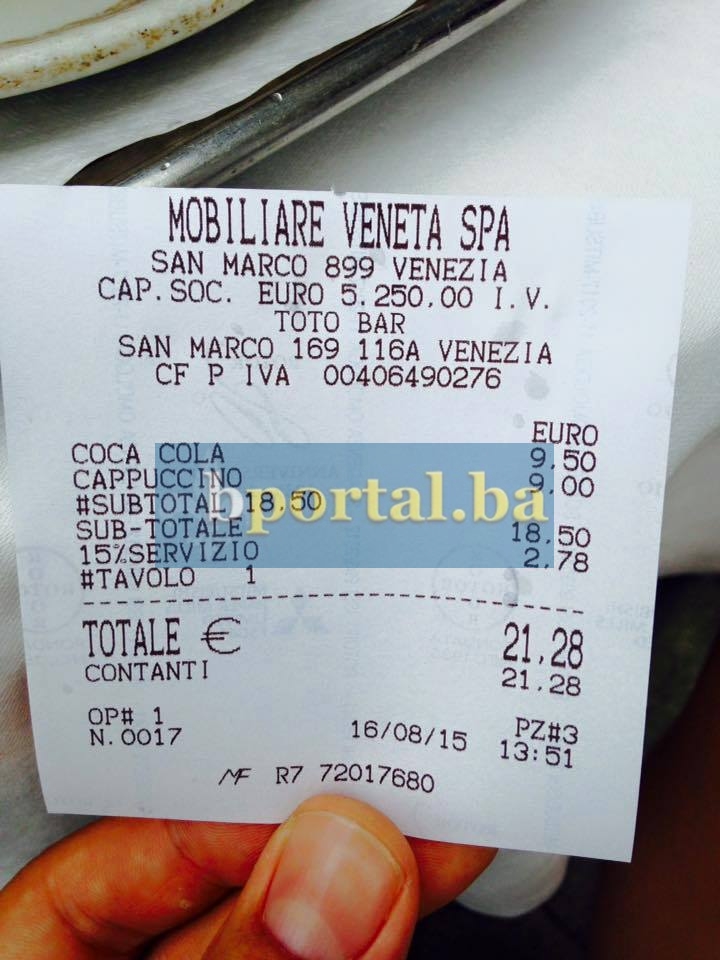 MOBILIARE VENETA SPA
SAN MARCO 899 VENEZIA
CAP.SOC. EURO 5.250,00 I.V.
TOTO BAR
SAN MARCO 169 116A VENEZIA
CF P IVA 00406490276
EURO
COCA COLA 9,50
CAPPUCCINO 9,00
#SUBTOTAL 18,50
bportal.ba
SUB-TOTALE 18,50
15%SERVIZIO 2,78
#TAVOLO 1
TOTALE € 21,28
CONTANTI 21,28
OP# 1 PZ#3
N.0017 16/08/15 13:51
MF R7 72017680